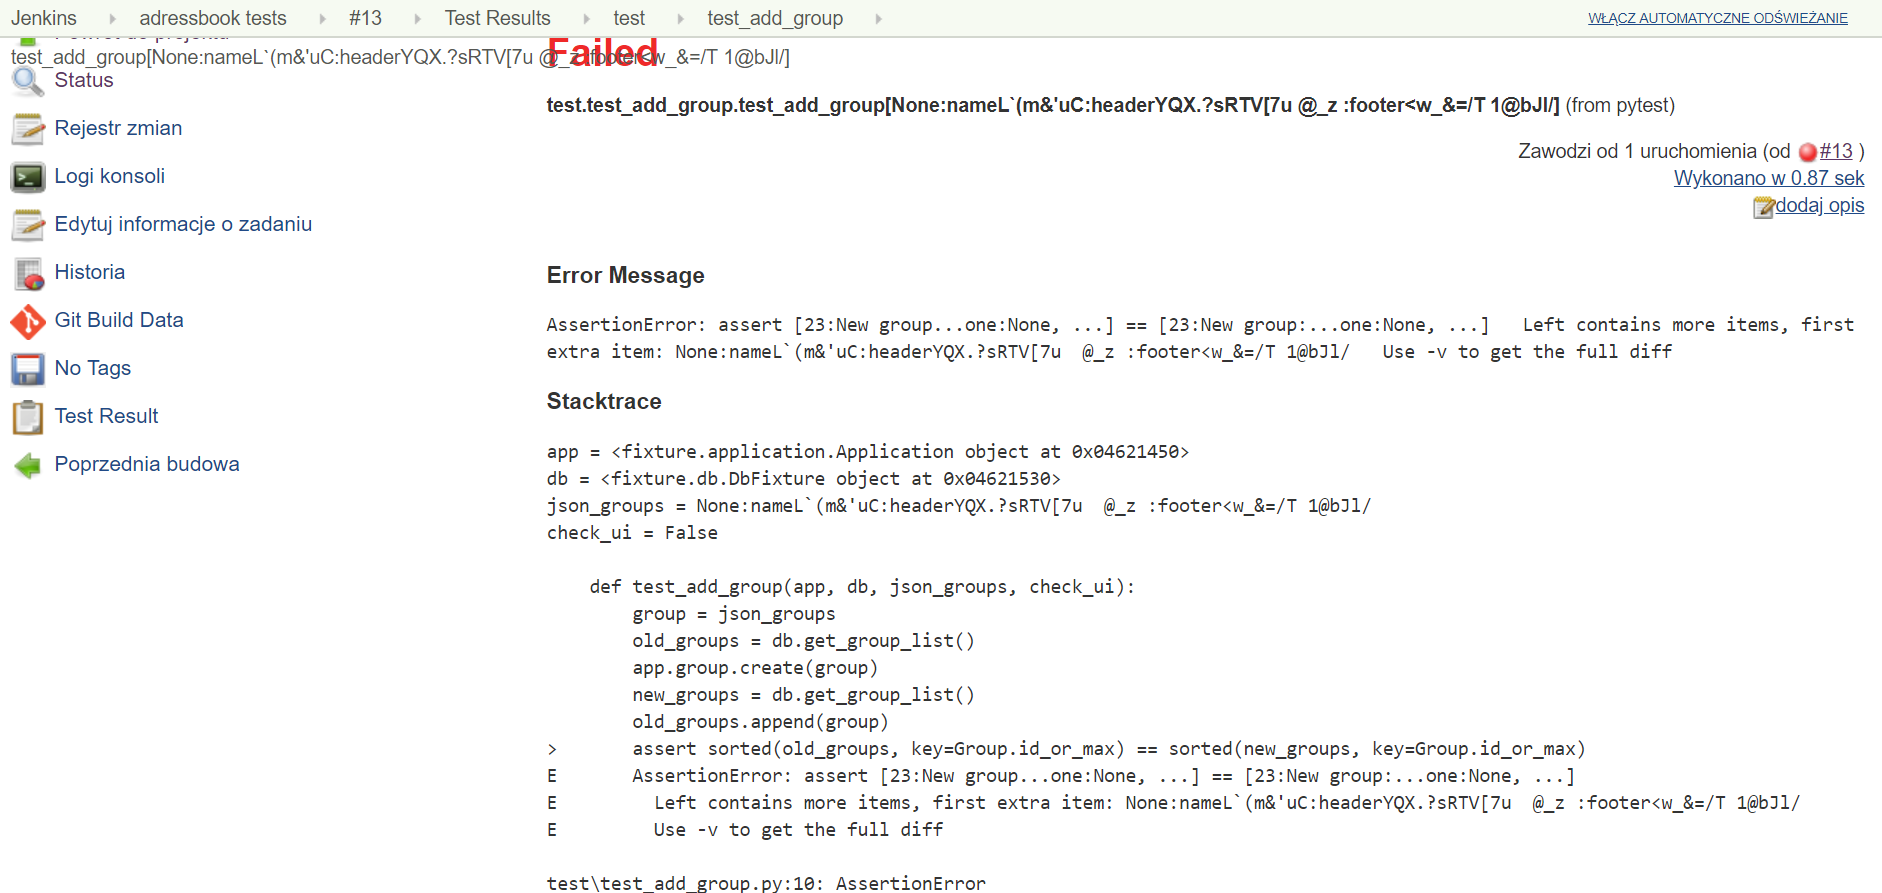 Jenkins adressbook tests #13 Test Results test test_add_group WŁĄCZ AUTOMATYCZNE ODŚWIEŻANIE
Powrót do projektu
Failed
test_add_group[None:nameL`(m&'uC:headerYQX.?sRTV[7u @_z :footer<w_&=/T 1@bJl/]
Status
Rejestr zmian
Logi konsoli
Edytuj informacje o zadaniu
Historia
Git Build Data
No Tags
Test Result
Poprzednia budowa
test.test_add_group.test_add_group[None:nameL`(m&'uC:headerYQX.?sRTV[7u @_z :footer<w_&=/T 1@bJl/] (from pytest)
Zawodzi od 1 uruchomienia (od #13 )
Wykonano w 0.87 sek
dodaj opis
Error Message
AssertionError: assert [23:New group...one:None, ...] == [23:New group:...one:None, ...]   Left contains more items, first
extra item: None:nameL`(m&'uC:headerYQX.?sRTV[7u  @_z :footer<w_&=/T 1@bJl/   Use -v to get the full diff
Stacktrace
app = <fixture.application.Application object at 0x04621450>
db = <fixture.db.DbFixture object at 0x04621530>
json_groups = None:nameL`(m&'uC:headerYQX.?sRTV[7u  @_z :footer<w_&=/T 1@bJl/
check_ui = False
    def test_add_group(app, db, json_groups, check_ui):
        group = json_groups
        old_groups = db.get_group_list()
        app.group.create(group)
        new_groups = db.get_group_list()
        old_groups.append(group)
>       assert sorted(old_groups, key=Group.id_or_max) == sorted(new_groups, key=Group.id_or_max)
E       AssertionError: assert [23:New group...one:None, ...] == [23:New group:...one:None, ...]
E         Left contains more items, first extra item: None:nameL`(m&'uC:headerYQX.?sRTV[7u  @_z :footer<w_&=/T 1@bJl/
E         Use -v to get the full diff
test\test_add_group.py:10: AssertionError